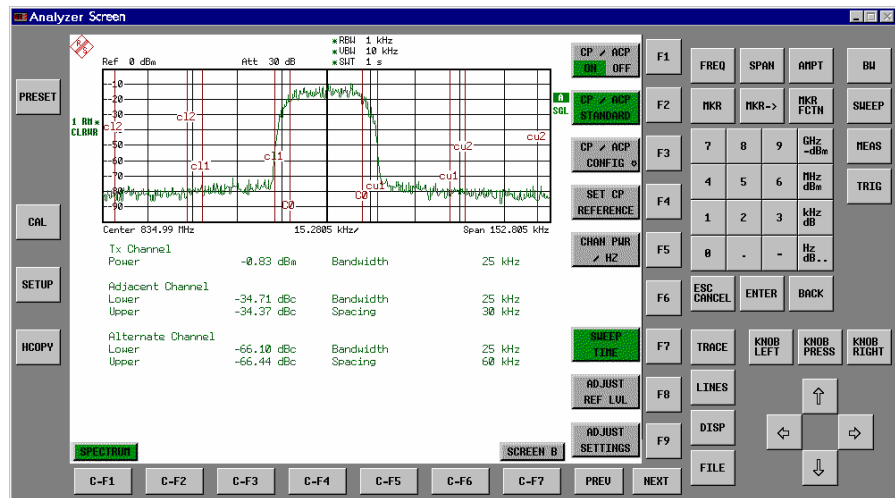 Analyzer Screen
PRESET
CAL
SETUP
HCOPY
R S
Ref 0 dBm
Att 30 dB
*RBW 1 kHz
*VBW 10 kHz
*SWT 1 s
1 RM*
CLRWR
A
SGL
-10
-20
-30
-50
-60
-70
-80
-90
cl2
cl2
cl1
cl1
C0
C0
cu1
cu1
cu2
cu2
Center 834.99 MHz
15.2805 kHz/
Span 152.805 kHz
Tx Channel
Power -0.83 dBm Bandwidth 25 kHz
Adjacent Channel
Lower -34.71 dBc Bandwidth 25 kHz
Upper -34.37 dBc Spacing 30 kHz
Alternate Channel
Lower -66.10 dBc Bandwidth 25 kHz
Upper -66.44 dBc Spacing 60 kHz
SPECTRUM
SCREEN B
CP / ACP
ON OFF
CP / ACP
STANDARD
CP / ACP
CONFIG
SET CP
REFERENCE
CHAN PWR
/ HZ
SWEEP
TIME
ADJUST
REF LVL
ADJUST
SETTINGS
F1
F2
F3
F4
F5
F6
F7
F8
F9
C-F1 C-F2 C-F3 C-F4 C-F5 C-F6 C-F7 PREV NEXT
FREQ SPAN AMPT BW
MKR MKR-> MKR FCTN SWEEP
7 8 9 GHz -dBm MEAS
4 5 6 MHz dBm TRIG
1 2 3 kHz dB
0 . - Hz dB..
ESC CANCEL ENTER BACK
TRACE KNOB LEFT KNOB PRESS KNOB RIGHT
LINES
DISP
FILE